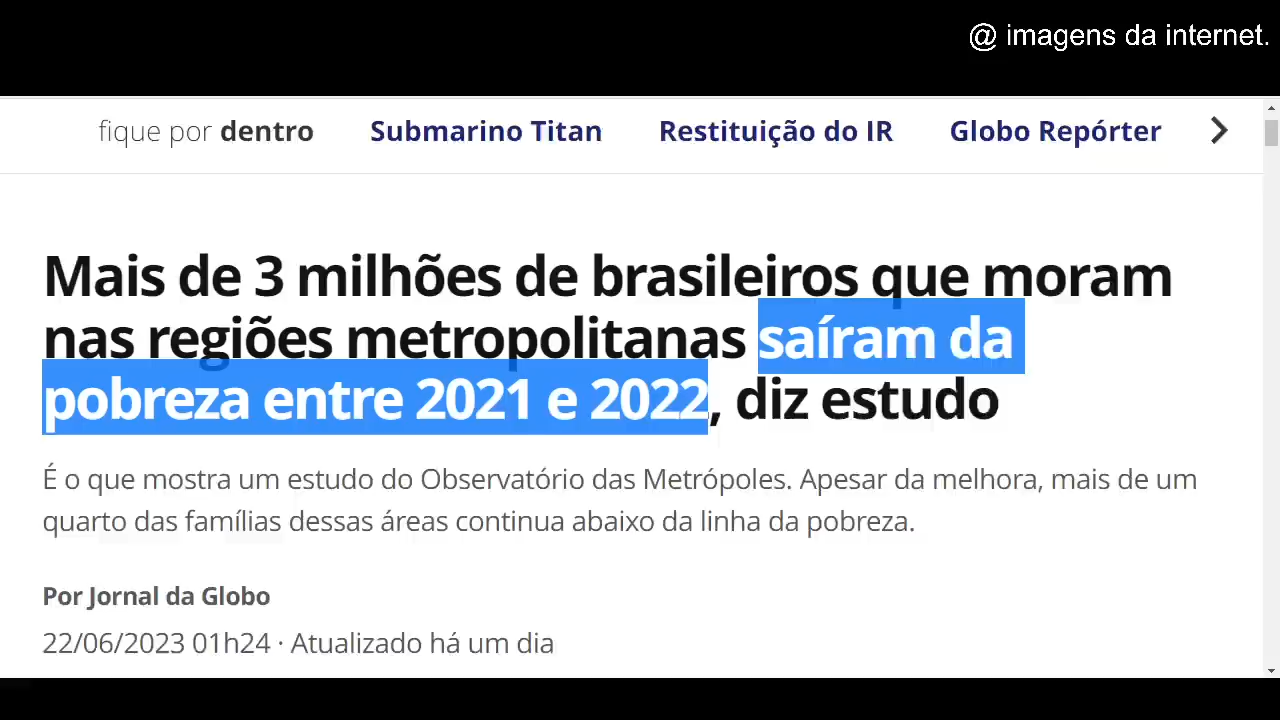 @ imagens da internet.
fique por dentro Submarino Titan Restituição do IR Globo Repórter
Mais de 3 milhões de brasileiros que moram
nas regiões metropolitanas saíram da
pobreza entre 2021 e 2022, diz estudo
É o que mostra um estudo do Observatório das Metrópoles. Apesar da melhora, mais de um
quarto das famílias dessas áreas continua abaixo da linha da pobreza.
Por Jornal da Globo
22/06/2023 01h24 · Atualizado há um dia